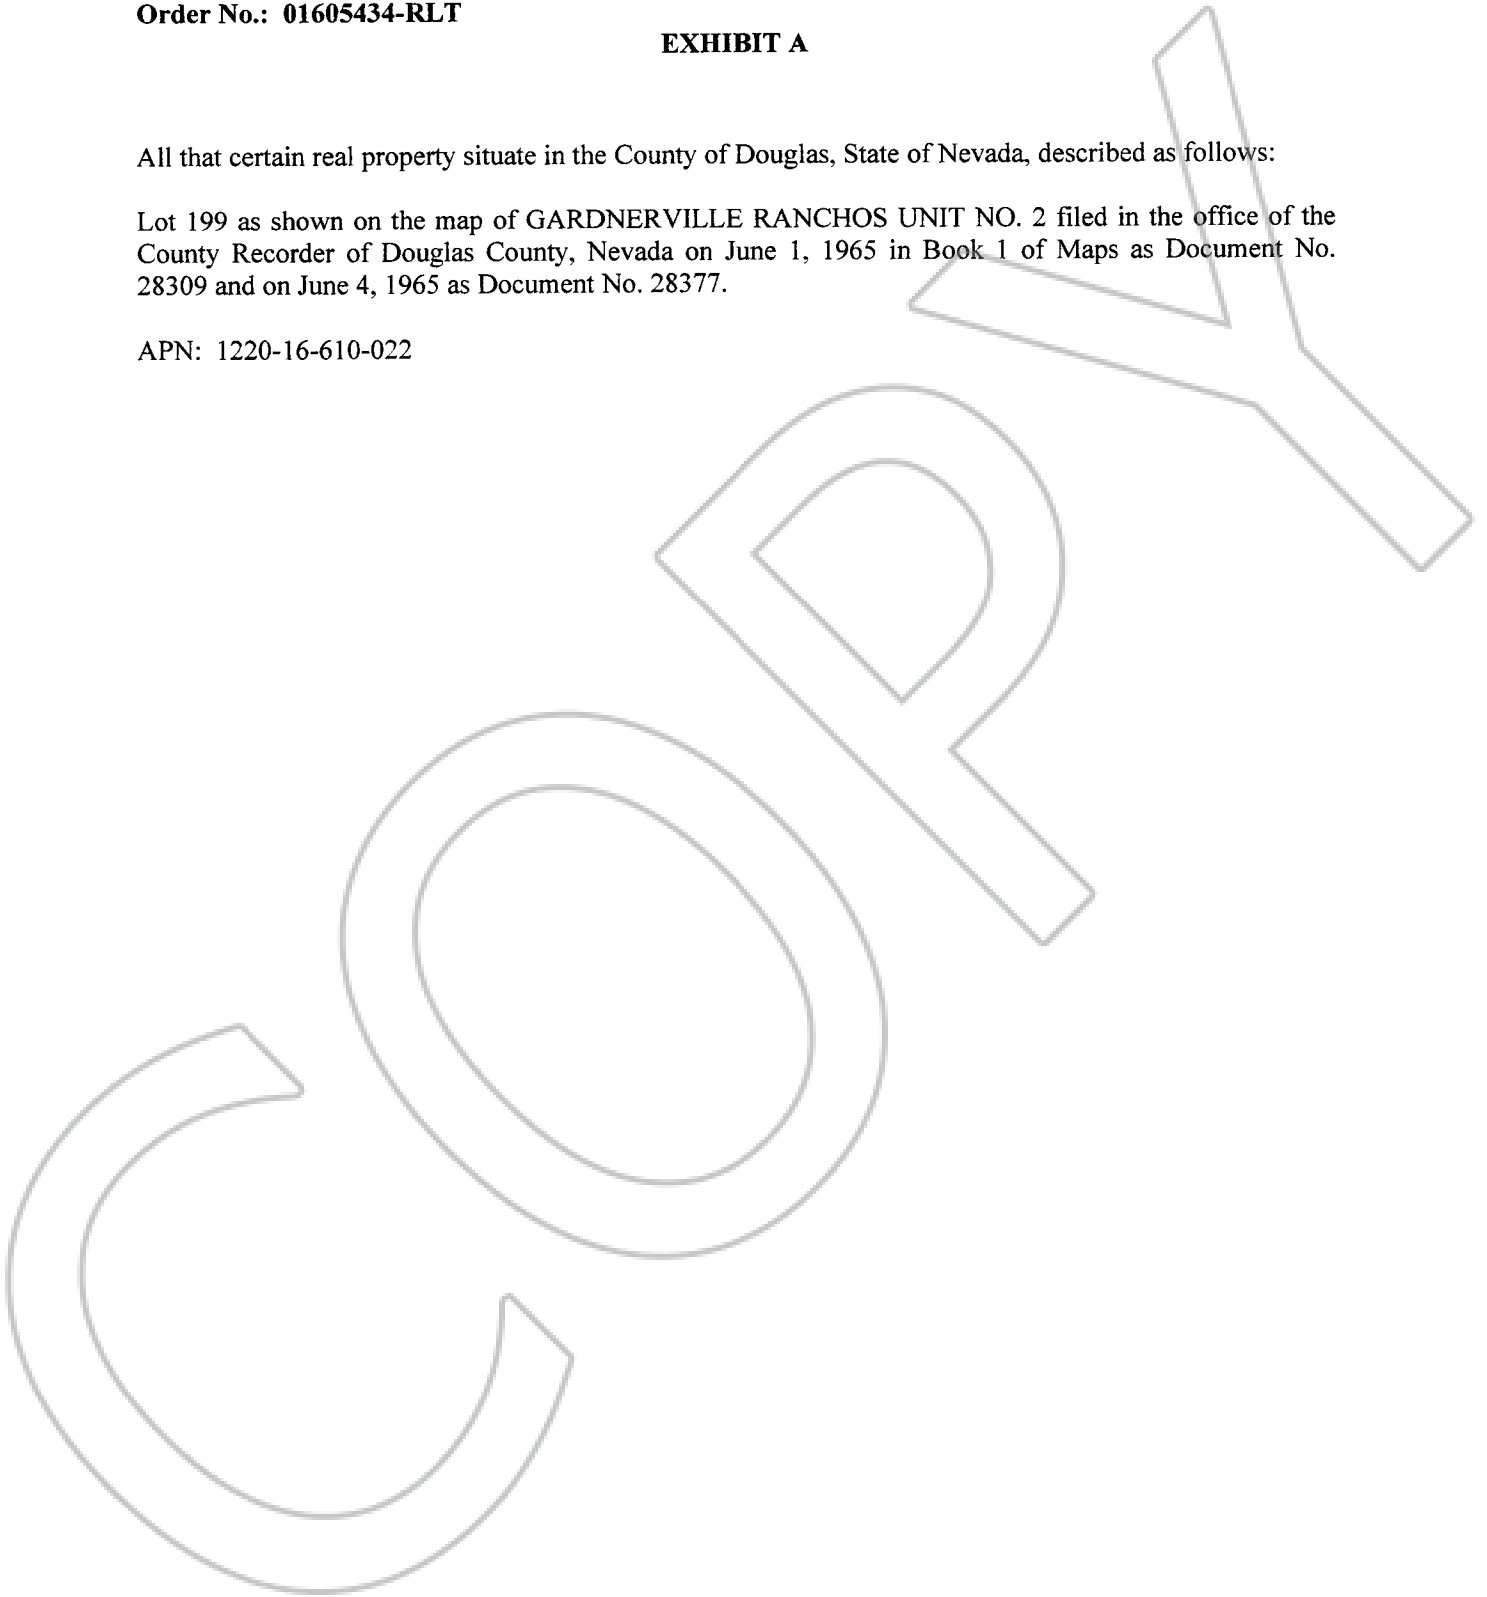 Order No.: 01605434-RLT
EXHIBIT A
All that certain real property situate in the County of Douglas, State of Nevada, described as follows:
Lot 199 as shown on the map of GARDNERVILLE RANCHOS UNIT NO. 2 filed in the office of the
County Recorder of Douglas County, Nevada on June 1, 1965 in Book 1 of Maps as Document No.
28309 and on June 4, 1965 as Document No. 28377.
APN: 1220-16-610-022
COPY